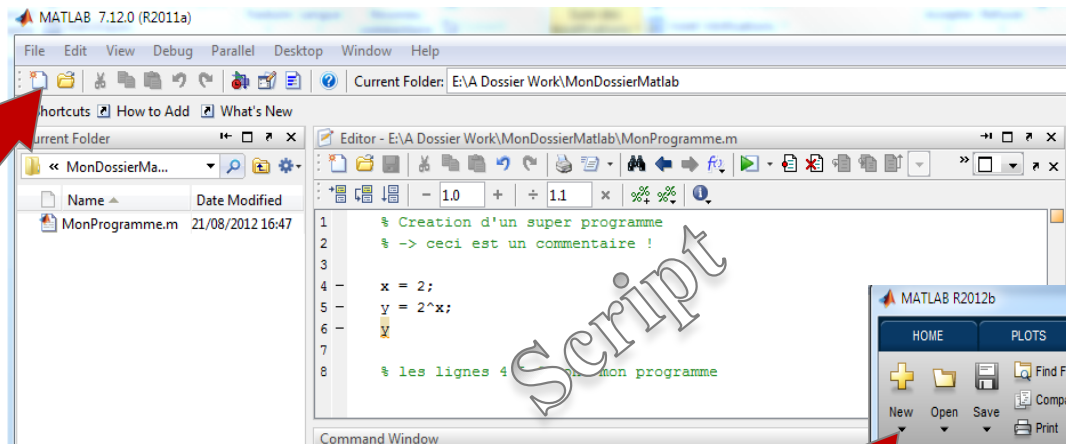 MATLAB 7.12.0 (R2011a)
File Edit View Debug Parallel Desktop Window Help
Current Folder: E:\A Dossier Work\MonDossierMatlab
Shortcuts How to Add What's New
Current Folder
Editor - E:\A Dossier Work\MonDossierMatlab\MonProgramme.m
« MonDossierMa...
- 1.0 + ÷ 1.1 ×
Name Date Modified
MonProgramme.m 21/08/2012 16:47
1 % Creation d'un super programme
2 % -> ceci est un commentaire !
3
4 - x = 2;
5 - y = 2^x;
6 - y
7
8 % les lignes 4 mon programme
Script
Command Window
MATLAB R2012b
HOME PLOTS
Find F
Compa
New Open Save
Print